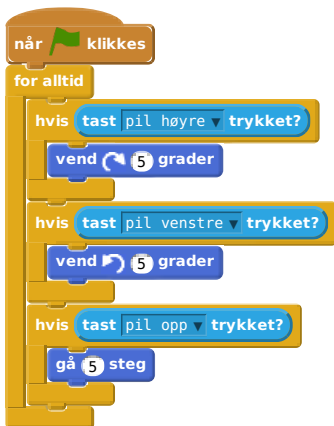 når klikkes
for alltid
hvis tast pil høyre trykket?
vend 5 grader
hvis tast pil venstre trykket?
vend 5 grader
hvis tast pil opp trykket?
gå 5 steg